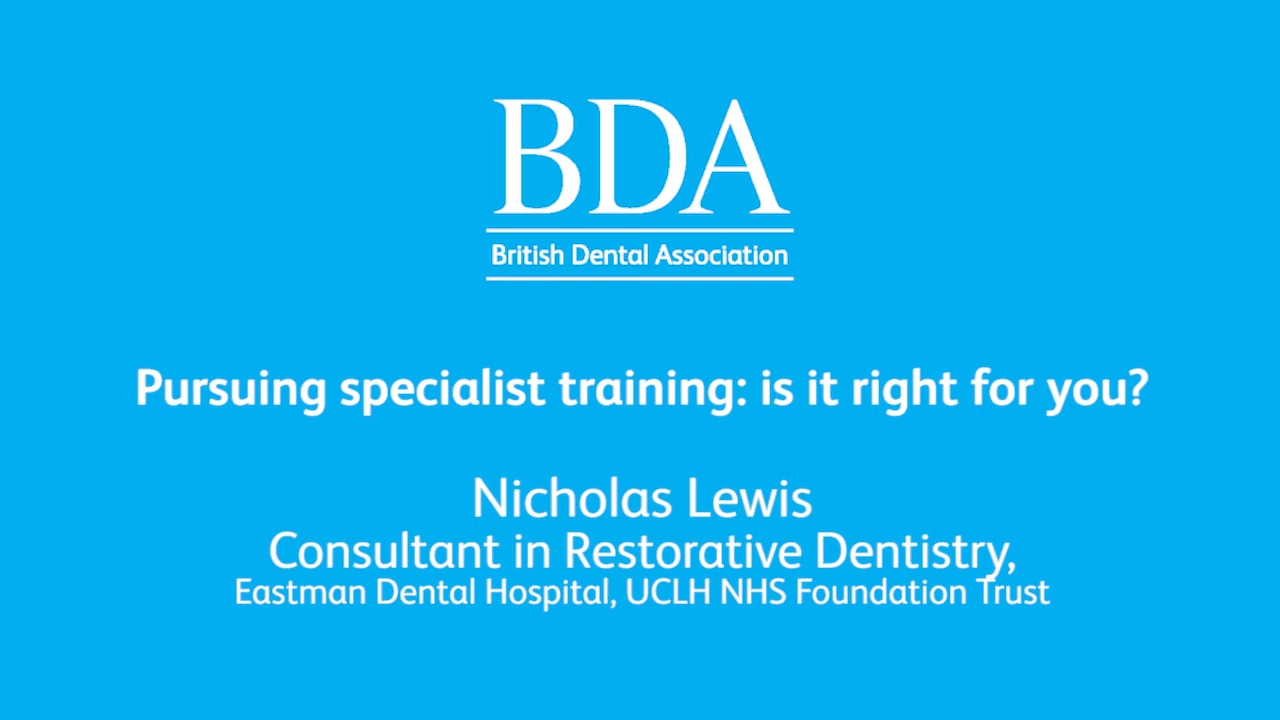 BDA
British Dental Association
Pursuing specialist training: is it right for you?
Nicholas Lewis
Consultant in Restorative Dentistry,
Eastman Dental Hospital, UCLH NHS Foundation Trust